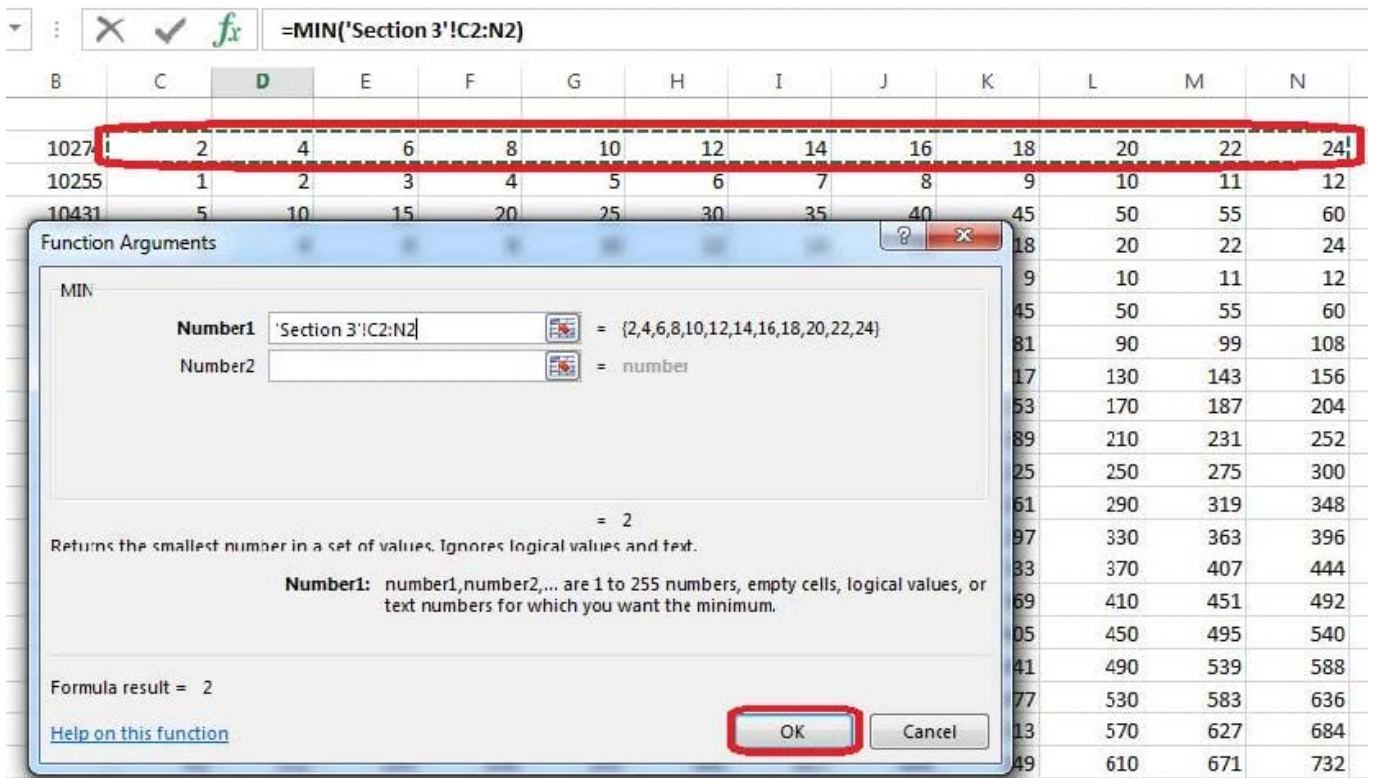 =MIN('Section 3'!C2:N2)
B C D E F G H I J K L M N
10274 2 4 6 8 10 12 14 16 18 20 22 24
10255 1 2 3 4 5 6 7 8 9 10 11 12
10431 5 10 15 20 25 30 35 40 45 50 55 60
Function Arguments ? 18 20 22 24
9 10 11 12
MIN
45 50 55 60
Number1 'Section 3'!C2:N2 = {2,4,6,8,10,12,14,16,18,20,22,24}
81 90 99 108
Number2 = number
17 130 143 156
53 170 187 204
89 210 231 252
25 250 275 300
61 290 319 348
= 2
97 330 363 396
Returns the smallest number in a set of values. Ignores logical values and text.
33 370 407 444
Number1: number1,number2,... are 1 to 255 numbers, empty cells, logical values, or
text numbers for which you want the minimum.
69 410 451 492
05 450 495 540
41 490 539 588
Formula result = 2
77 530 583 636
Help on this function OK Cancel
13 570 627 684
49 610 671 732